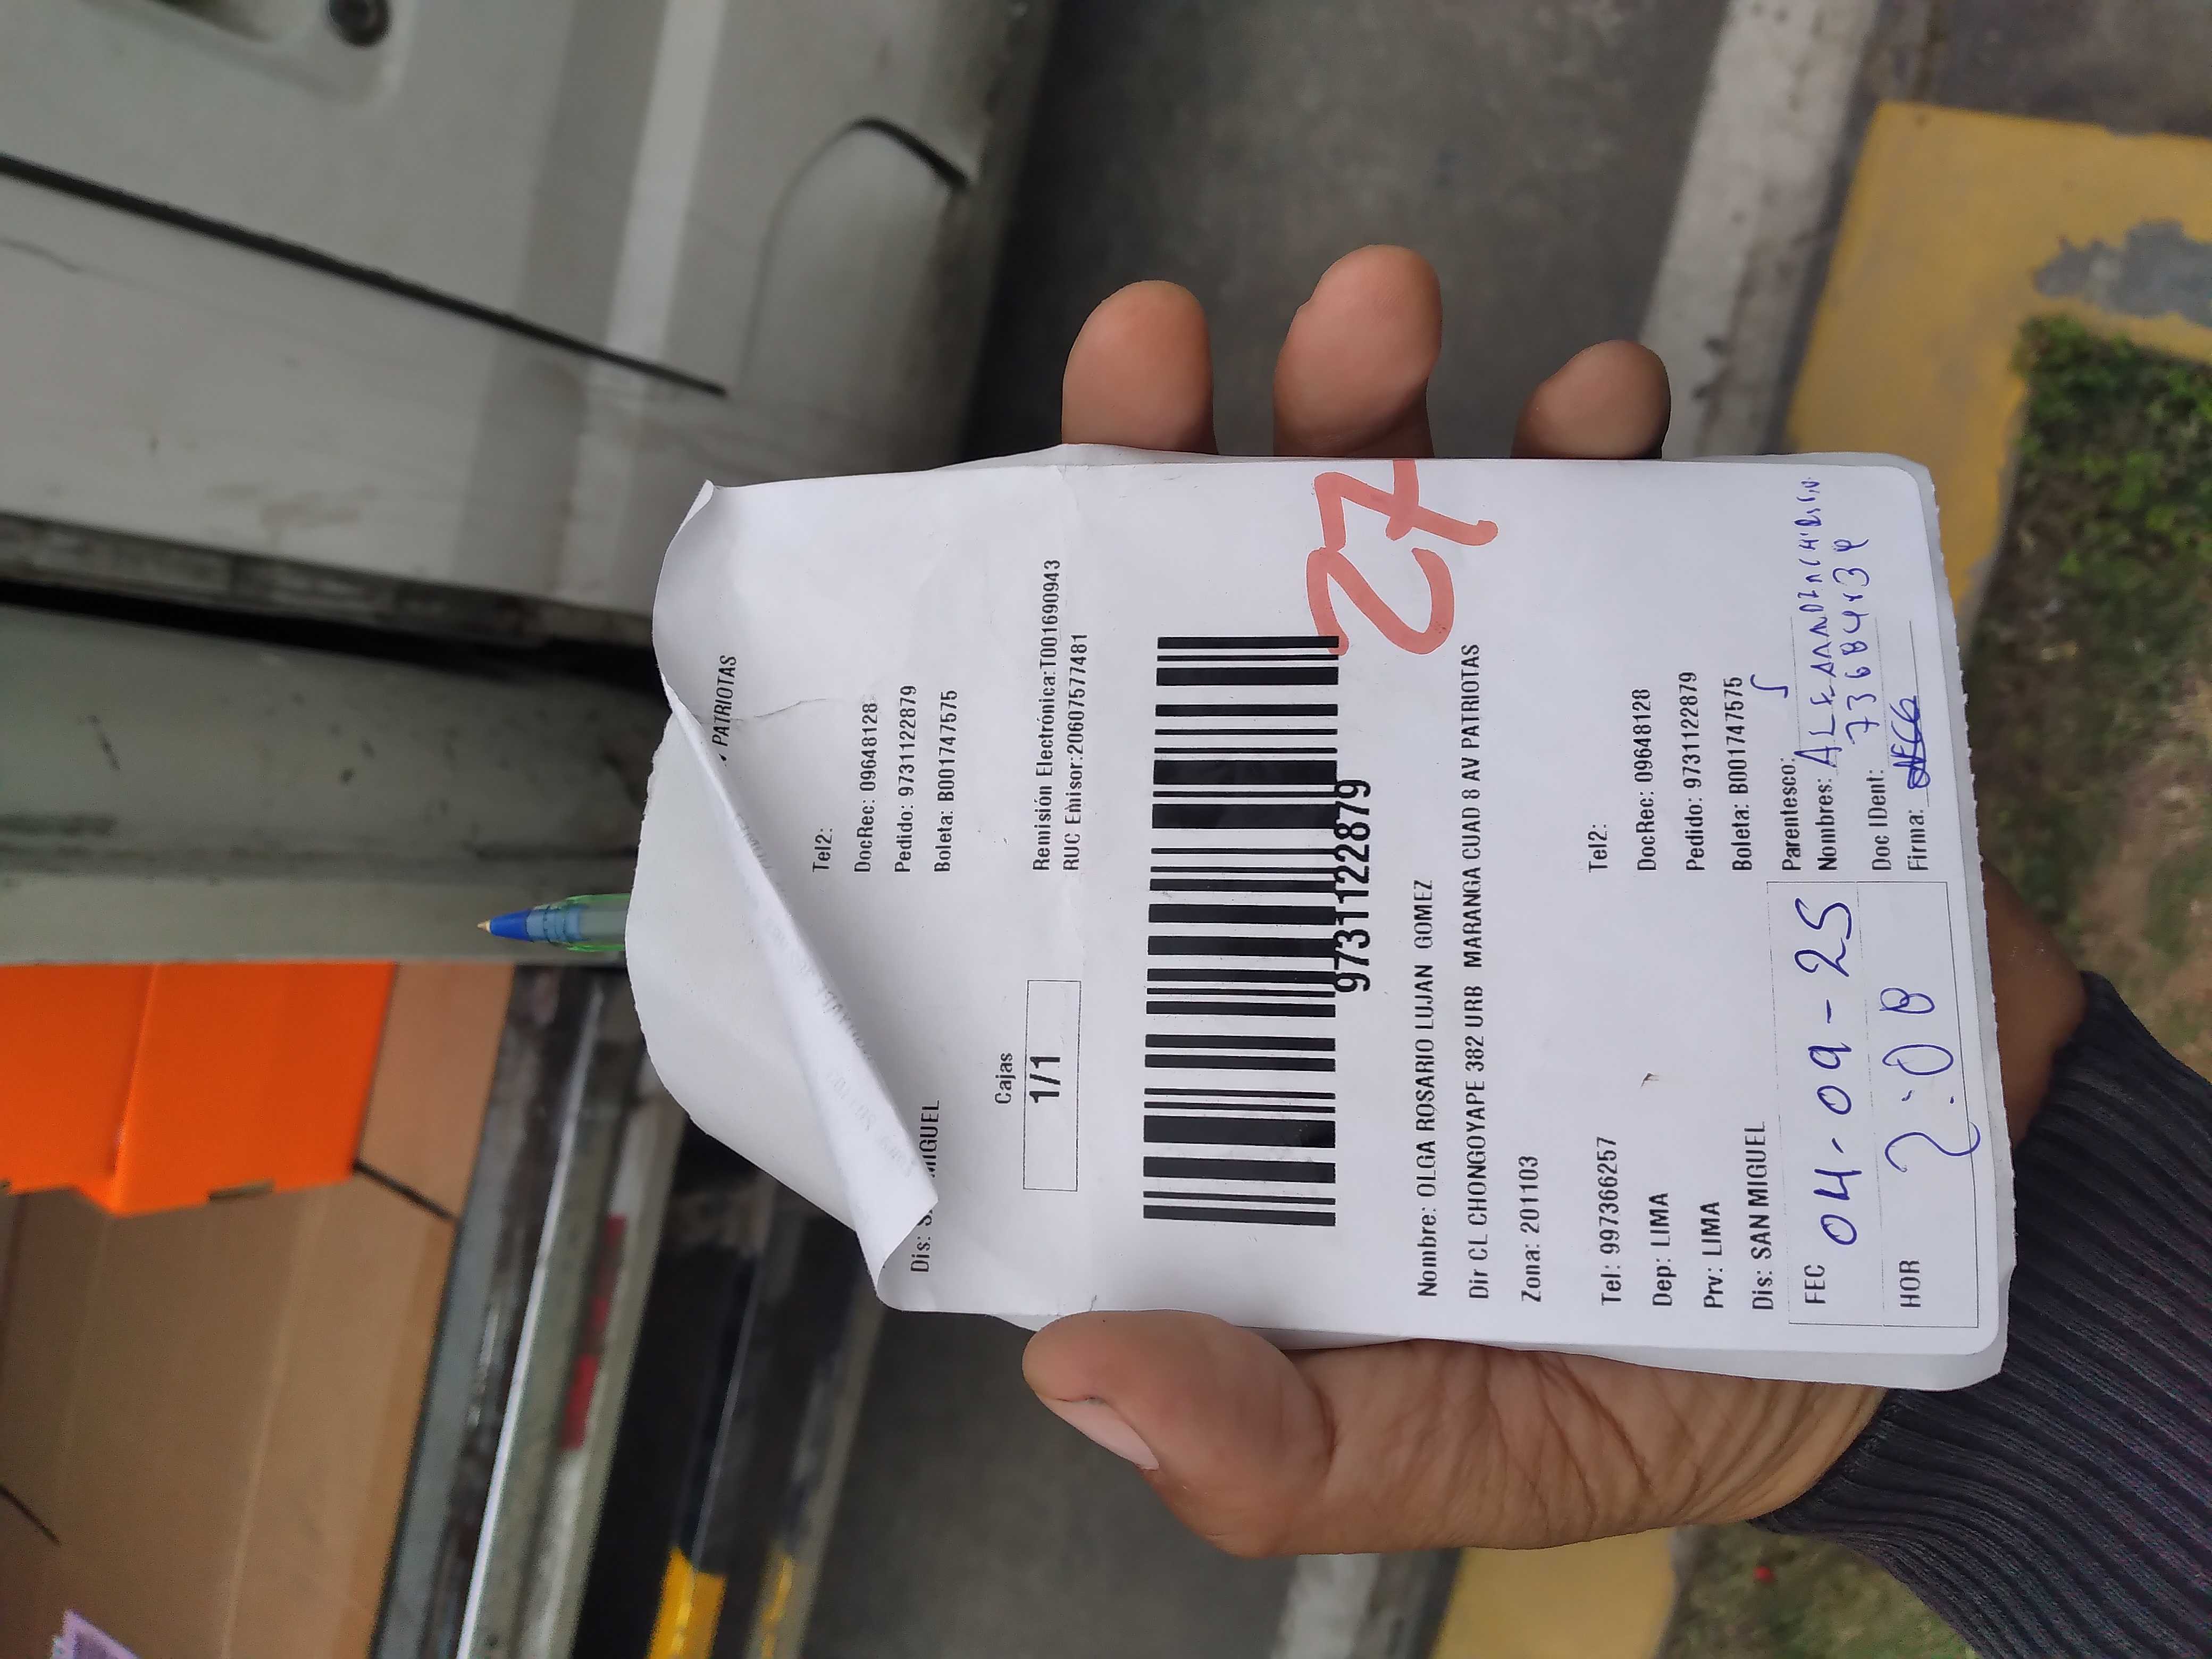 PATRIOTAS
Tel2:
DocRec: 09648128
Pedido: 9731122879
Boleta: B001747575
Dis: S MIGUEL
Cajas
1/1
Remisión Electrónica:T001690943
RUC Emisor:20607577481
9731122879
27
Nombre: OLGA ROSARIO LUJAN GOMEZ
Dir CL CHONGOYAPE 382 URB MARANGA CUAD 8 AV PATRIOTAS
Zona: 201103
Tel: 997366257
Tel2:
Dep: LIMA
DocRec: 09648128
Prv: LIMA
Pedido: 9731122879
Dis: SAN MIGUEL
Boleta: B001747575
FEC 04-09-25
Parentesco:
Nombres:
HOR 2:08
Doc IDent:
Firma: